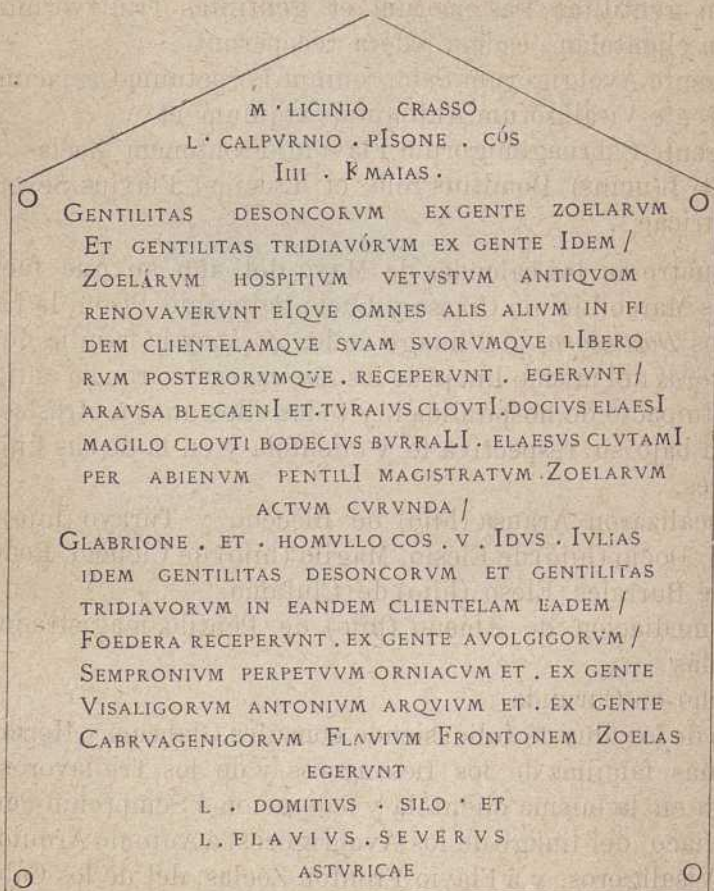 M · LICINIO CRASSO
L · CALPVRNIO . PISONE . CÓS
IIII . K MAIAS .
GENTILITAS DESONCORVM EX GENTE ZOELARVM
ET GENTILITAS TRIDIAVÓRVM EX GENTE IDEM /
ZOELÁRVM HOSPITIVM VETVSTVM ANTIQVOM
RENOVAVERVNT EIQVE OMNES ALIS ALIVM IN FI
DEM CLIENTELAMQVE SVAM SVORVMQVE LIBERO
RVM POSTERORVMQVE . RECEPERVNT . EGERVNT /
ARAVSA BLECAENI ET . TVRAIVS CLOVTI . DOCIVS ELAESI
MAGILO CLOVTI BODECIVS BVRRALI . ELAESVS CLVTAMI
PER ABIENVM PENTILI MAGISTRATVM ZOELARVM
ACTVM CVRVNDA /
GLABRIONE . ET . HOMVLLO COS . V . IDVS . IVLIAS
IDEM GENTILITAS DESONCORVM ET GENTILITAS
TRIDIAVORVM IN EANDEM CLIENTELAM EADEM /
FOEDERA RECEPERVNT . EX GENTE AVOLGIGORVM /
SEMPRONIVM PERPETVVM ORNIACVM ET . EX GENTE
VISALIGORVM ANTONIVM ARQVIVM ET . EX GENTE
CABRVAGENIGORVM FLAVIVM FRONTONEM ZOELAS
EGERVNT
L . DOMITIVS . SILO · ET
L . FLAVIVS . SEVERVS
ASTVRICAE